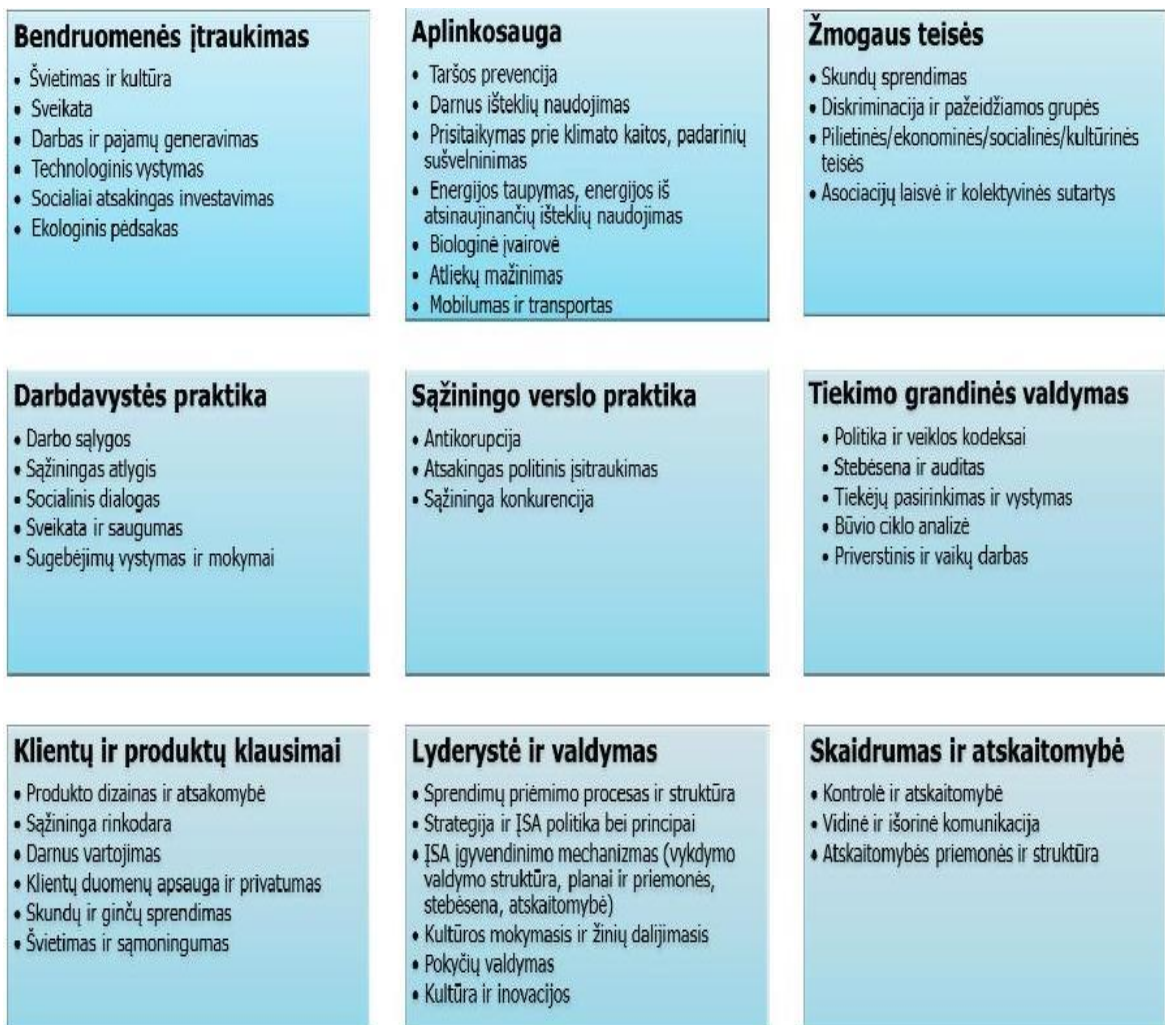 Bendruomenės įtraukimas
• Švietimas ir kultūra
• Sveikata
• Darbas ir pajamų generavimas
• Technologinis vystymas
• Socialiai atsakingas investavimas
• Ekologinis pėdsakas
Aplinkosauga
• Taršos prevencija
• Darnus išteklių naudojimas
• Prisitaikymas prie klimato kaitos, padarinių
sušvelninimas
• Energijos taupymas, energijos iš
atsinaujinančių išteklių naudojimas
• Biologinė įvairovė
• Atliekų mažinimas
• Mobilumas ir transportas
Žmogaus teisės
• Skundų sprendimas
• Diskriminacija ir pažeidžiamos grupės
• Pilietinės/ekonominės/socialinės/kultūrinės
teisės
• Asociacijų laisvė ir kolektyvinės sutartys
Darbdavystės praktika
• Darbo sąlygos
• Sąžiningas atlygis
• Socialinis dialogas
• Sveikata ir saugumas
• Sugebėjimų vystymas ir mokymai
Sąžiningo verslo praktika
• Antikorupcija
• Atsakingas politinis įsitraukimas
• Sąžininga konkurencija
Tiekimo grandinės valdymas
• Politika ir veiklos kodeksai
• Stebėsena ir auditas
• Tiekėjų pasirinkimas ir vystymas
• Būvio ciklo analizė
• Priverstinis ir vaikų darbas
Klientų ir produktų klausimai
• Produkto dizainas ir atsakomybė
• Sąžininga rinkodara
• Darnus vartojimas
• Klientų duomenų apsauga ir privatumas
• Skundų ir ginčų sprendimas
• Švietimas ir sąmoningumas
Lyderystė ir valdymas
• Sprendimų priėmimo procesas ir struktūra
• Strategija ir ĮSA politika bei principai
• ĮSA įgyvendinimo mechanizmas (vykdymo
valdymo struktūra, planai ir priemonės,
stebėsena, atskaitomybė)
• Kultūros mokymasis ir žinių dalijimasis
• Pokyčių valdymas
• Kultūra ir inovacijos
Skaidrumas ir atskaitomybė
• Kontrolė ir atskaitomybė
• Vidinė ir išorinė komunikacija
• Atskaitomybės priemonės ir struktūra